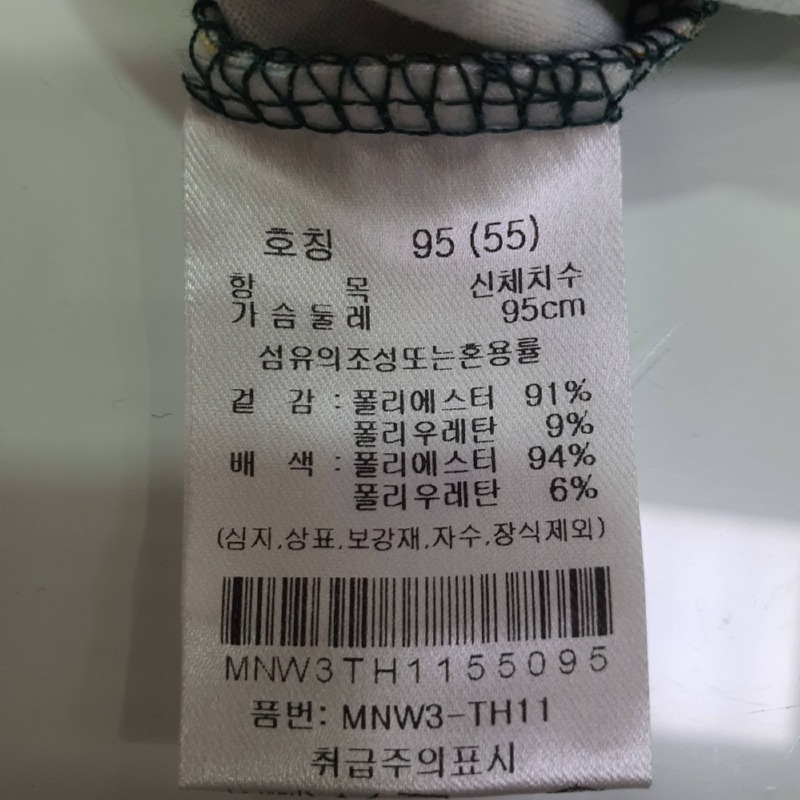 호칭 95 (55)
항 목 신체치수
가슴둘레 95cm
섬유의조성또는혼용률
겉 감 : 폴리에스터 91%
폴리우레탄 9%
배 색 : 폴리에스터 94%
폴리우레탄 6%
(심지,상표,보강재,자수,장식제외)
MNW3TH1155095
품번: MNW3-TH11
취급주의표시